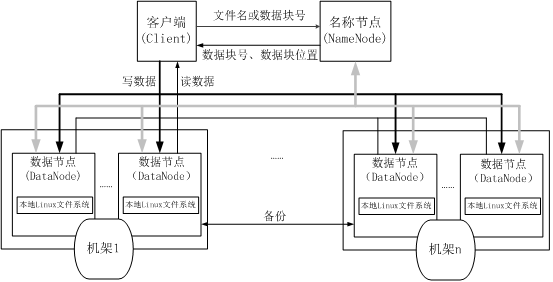 客户端
(Client)
文件名或数据块号
名称节点
(NameNode)
数据块号、数据块位置
写数据
读数据
......
数据节点
(DataNode)
本地Linux文件系统
......
数据节点
（DataNode）
本地Linux文件系统
机架1
备份
数据节点
（DataNode）
本地Linux文件系统
......
数据节点
（DataNode）
本地Linux文件系统
机架n